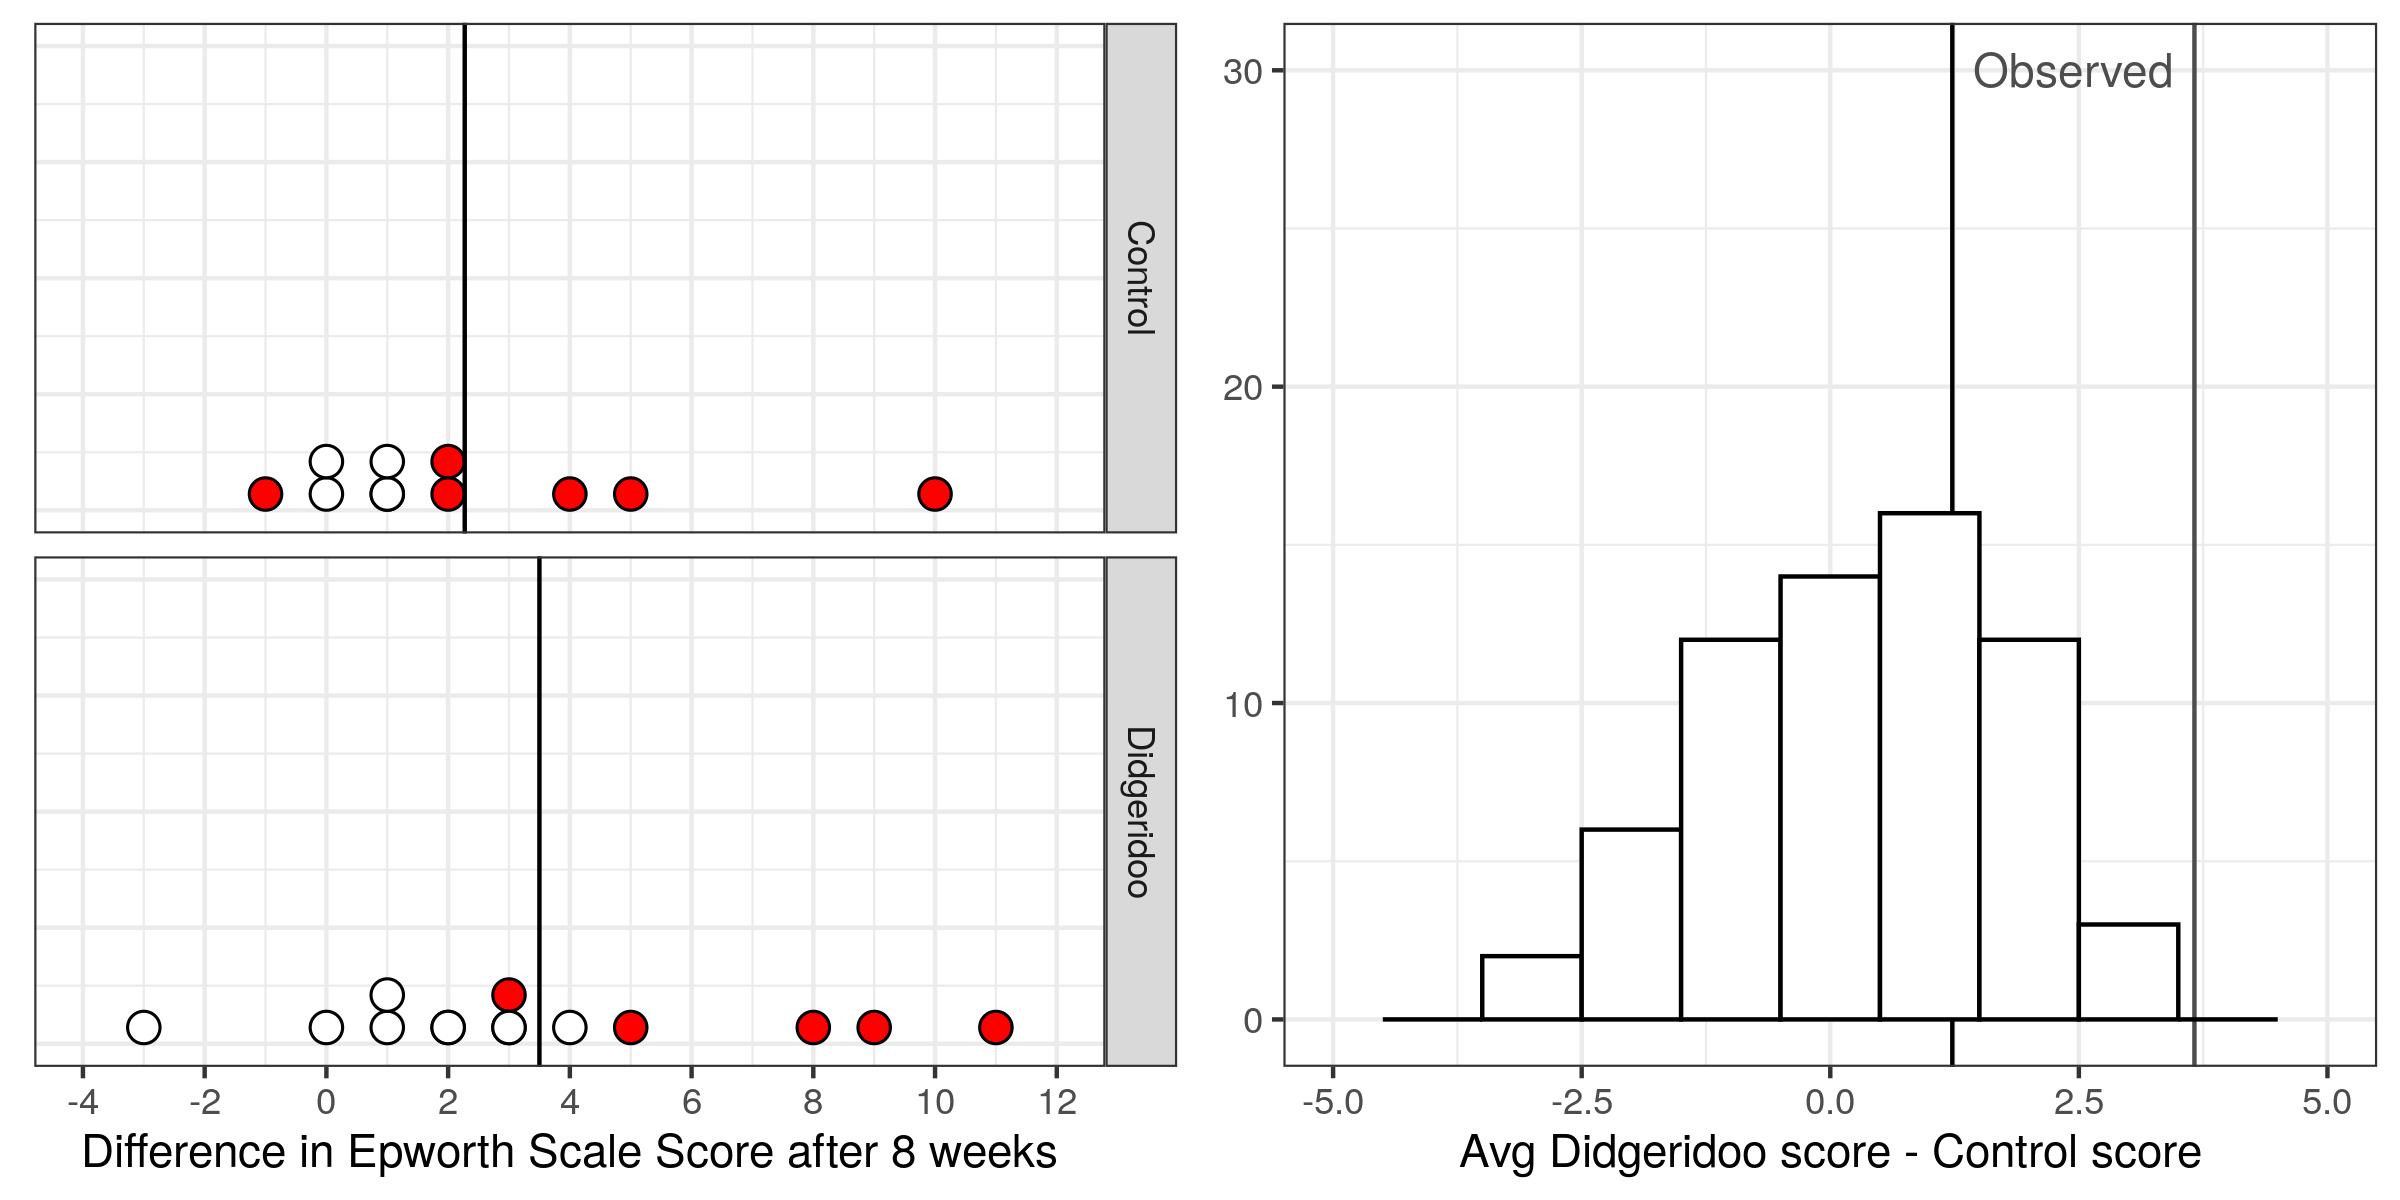 Control
Didgeridoo
-4 -2 0 2 4 6 8 10 12
Difference in Epworth Scale Score after 8 weeks
Observed
30
20
10
0
-5.0 -2.5 0.0 2.5 5.0
Avg Didgeridoo score - Control score